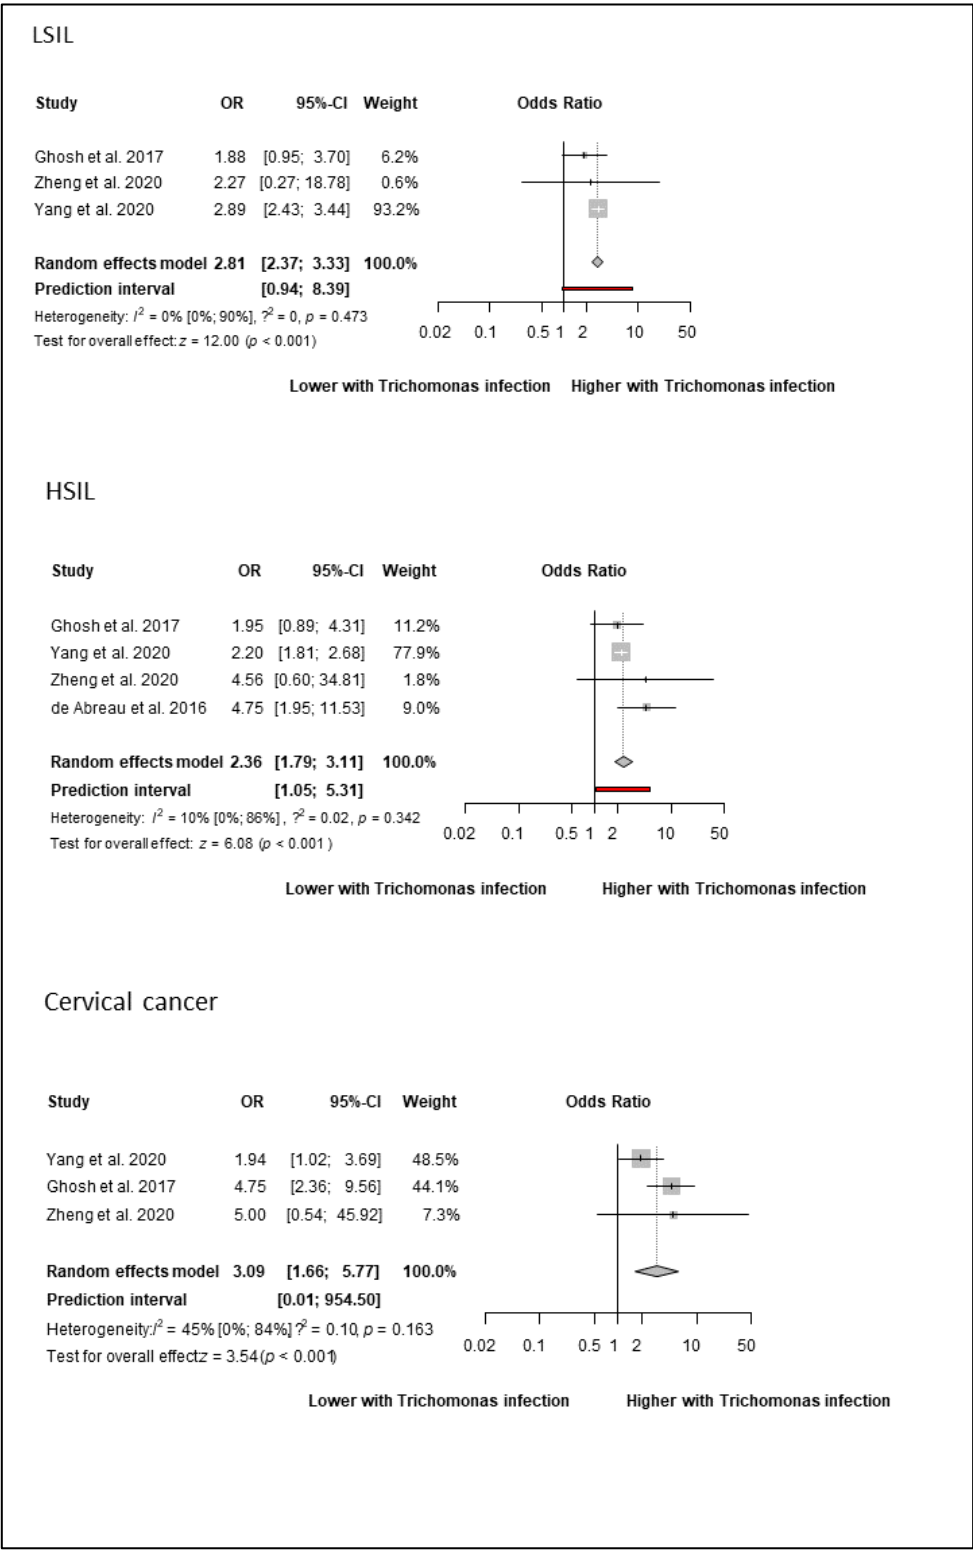 LSIL
Study OR 95%-CI Weight Odds Ratio
Ghosh et al. 2017 1.88 [0.95; 3.70] 6.2%
Zheng et al. 2020 2.27 [0.27; 18.78] 0.6%
Yang et al. 2020 2.89 [2.43; 3.44] 93.2%
Random effects model 2.81 [2.37; 3.33] 100.0%
Prediction interval [0.94; 8.39]
Heterogeneity: I² = 0% [0%; 90%], ?² = 0, p = 0.473
Test for overall effect: z = 12.00 (p < 0.001)
0.02 0.1 0.5 1 2 10 50
Lower with Trichomonas infection Higher with Trichomonas infection
HSIL
Study OR 95%-CI Weight Odds Ratio
Ghosh et al. 2017 1.95 [0.89; 4.31] 11.2%
Yang et al. 2020 2.20 [1.81; 2.68] 77.9%
Zheng et al. 2020 4.56 [0.60; 34.81] 1.8%
de Abreau et al. 2016 4.75 [1.95; 11.53] 9.0%
Random effects model 2.36 [1.79; 3.11] 100.0%
Prediction interval [1.05; 5.31]
Heterogeneity: I² = 10% [0%; 86%], ?² = 0.02, p = 0.342
Test for overall effect: z = 6.08 (p < 0.001)
0.02 0.1 0.5 1 2 10 50
Lower with Trichomonas infection Higher with Trichomonas infection
Cervical cancer
Study OR 95%-CI Weight Odds Ratio
Yang et al. 2020 1.94 [1.02; 3.69] 48.5%
Ghosh et al. 2017 4.75 [2.36; 9.56] 44.1%
Zheng et al. 2020 5.00 [0.54; 45.92] 7.3%
Random effects model 3.09 [1.66; 5.77] 100.0%
Prediction interval [0.01; 954.50]
Heterogeneity: I² = 45% [0%; 84%] ?² = 0.10, p = 0.163
Test for overall effect z = 3.54 (p < 0.001)
0.02 0.1 0.5 1 2 10 50
Lower with Trichomonas infection Higher with Trichomonas infection